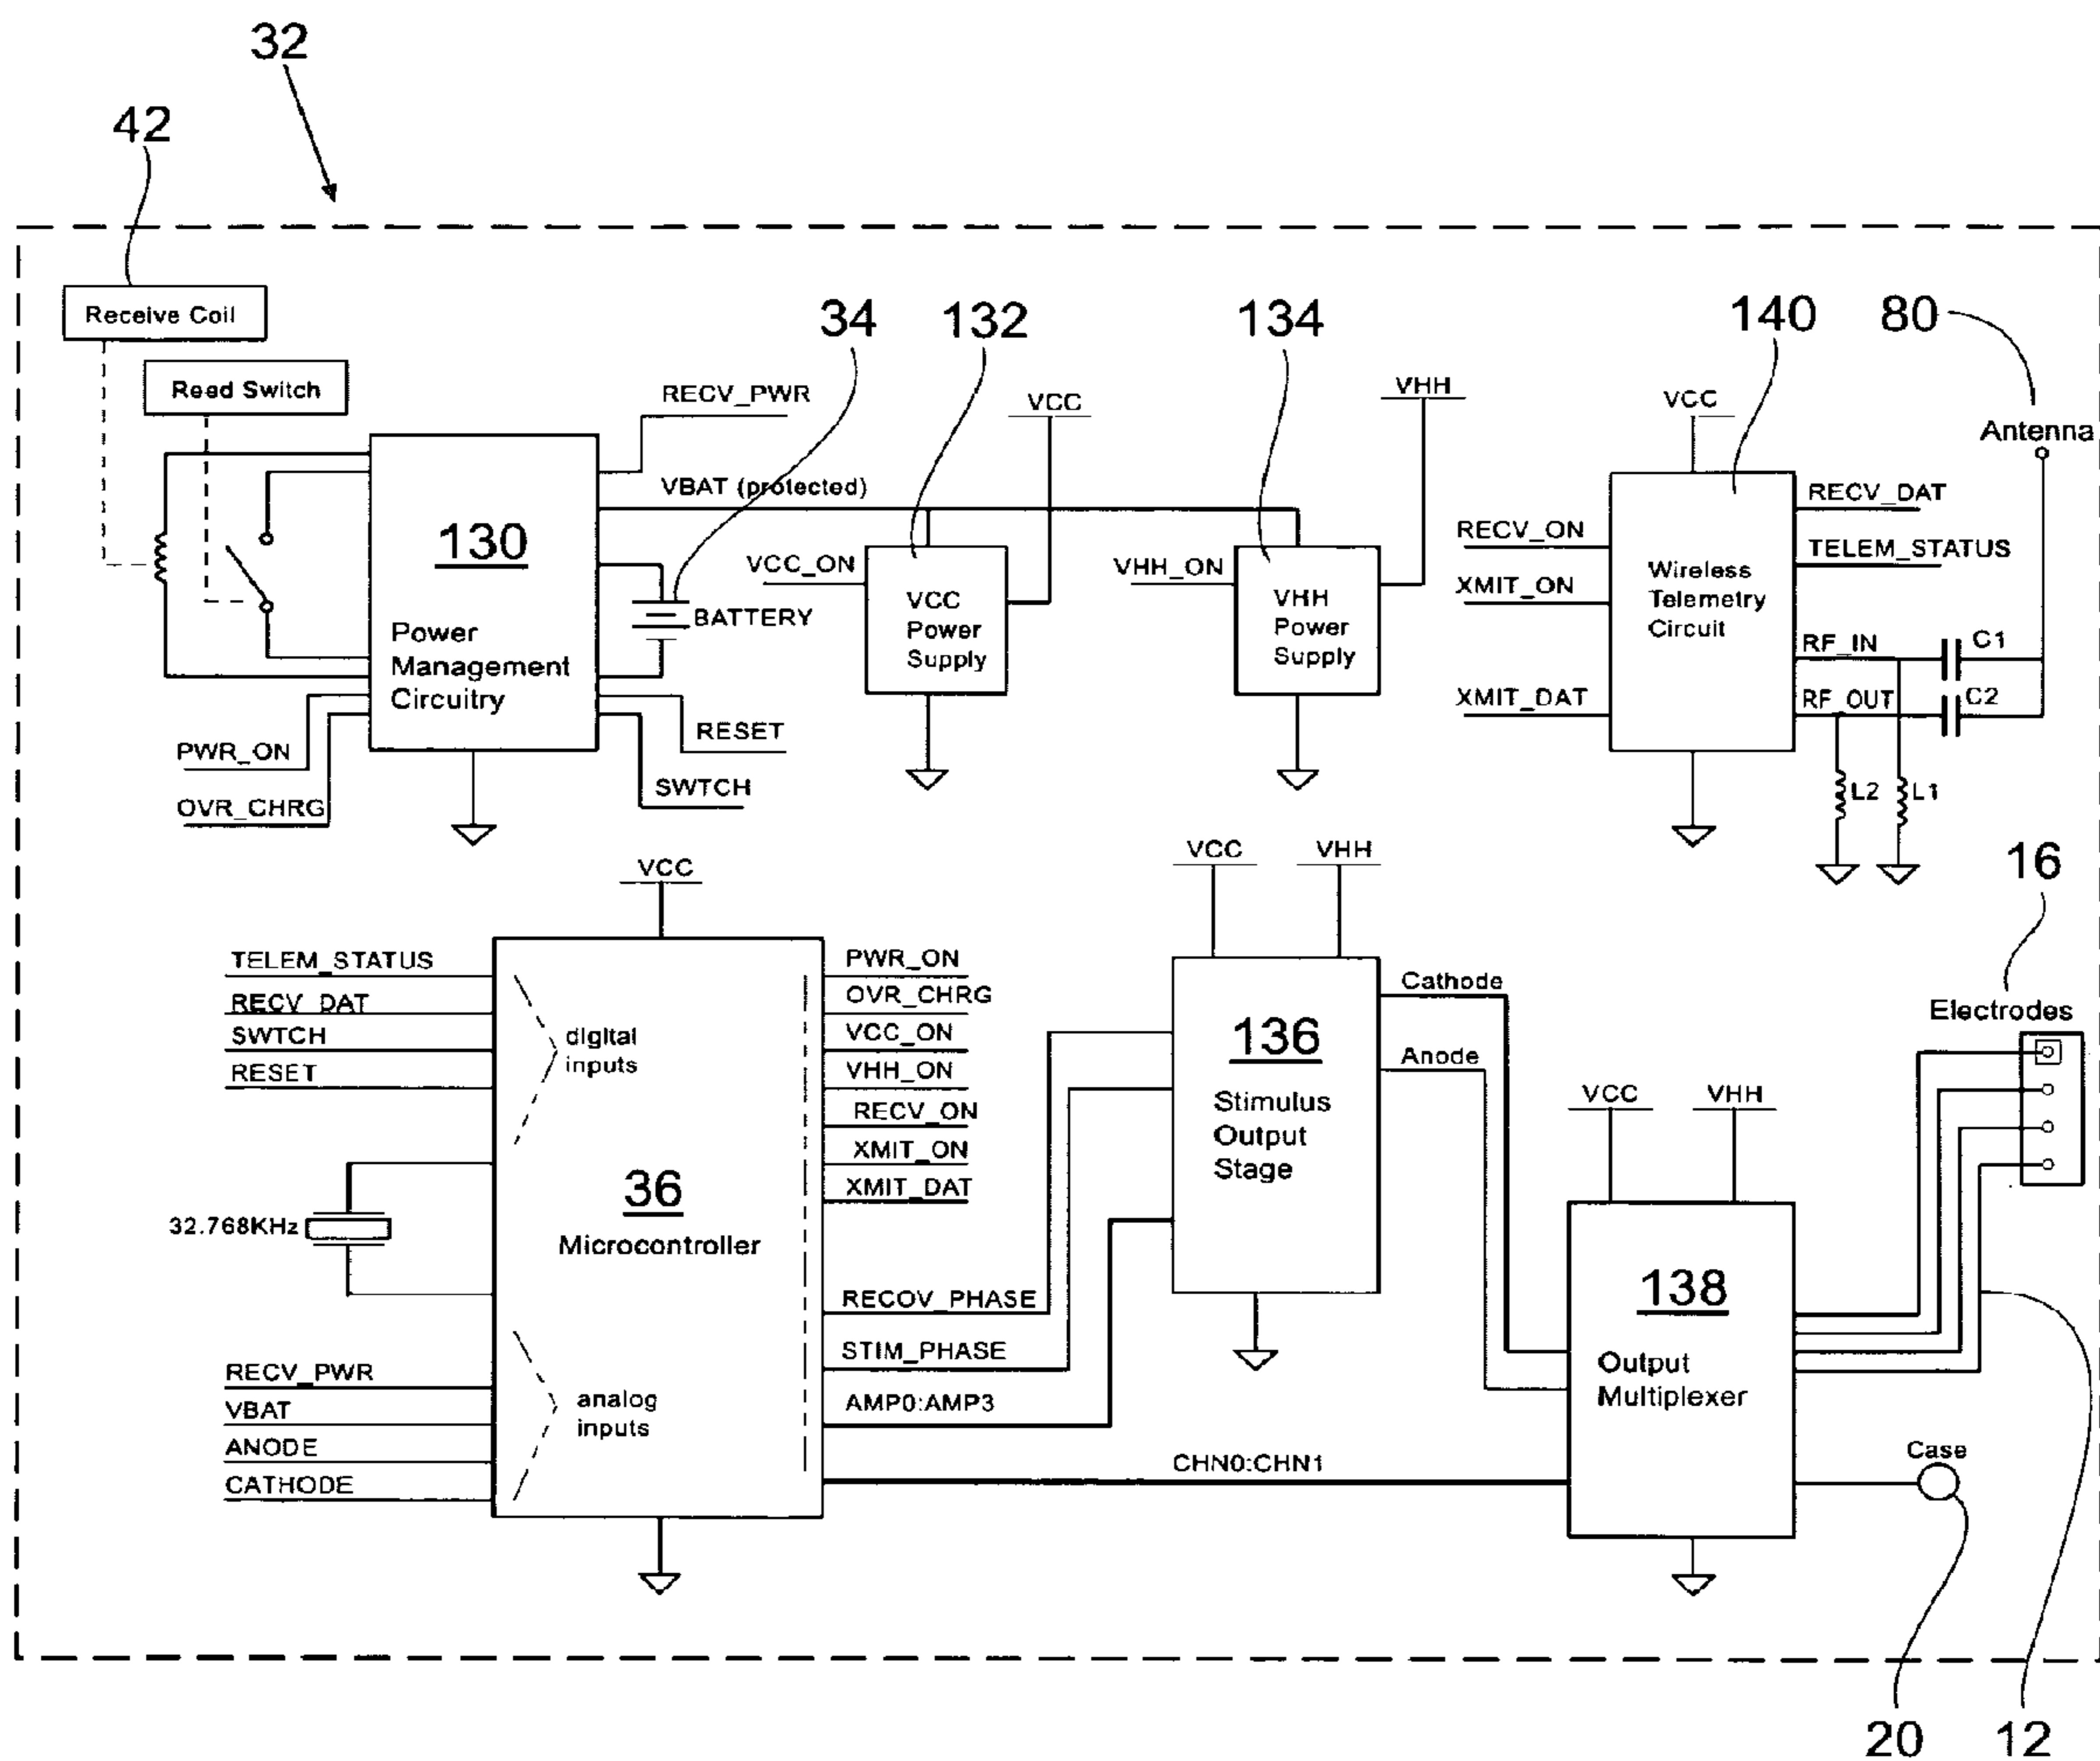 32
42
Receive Coil
34
132
134
140
80
Reed Switch
RECV_PWR
VCC
VHH
VCC
Antenna
VBAT (protected)
RECV_DAT
130
RECV_ON
TELEM_STATUS
VCC_ON
VHH_ON
XMIT_ON
Wireless
Telemetry
Circuit
VCC
Power
Supply
VHH
Power
Supply
BATTERY
Power
Management
Circuitry
RF_IN
C1
XMIT_DAT
RF_OUT
C2
PWR_ON
RESET
OVR_CHRG
SWTCH
L2
L1
VCC
VCC
VHH
16
TELEM_STATUS
PWR_ON
Cathode
Electrodes
RECV_DAT
OVR_CHRG
SWTCH
digital
inputs
VCC_ON
136
Anode
RESET
VHH_ON
Stimulus
Output
Stage
VCC
VHH
RECV_ON
XMIT_ON
36
XMIT_DAT
32.768KHz
Microcontroller
138
RECOV_PHASE
STIM_PHASE
Output
Multiplexer
RECV_PWR
analog
inputs
AMP0:AMP3
VBAT
ANODE
CHN0:CHN1
Case
CATHODE
20
12